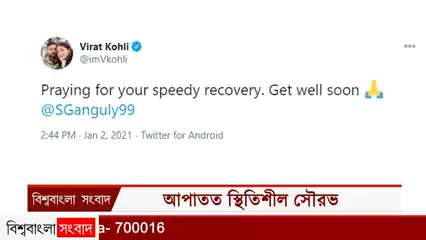 Virat Kohli
@imVkohli
Praying for your speedy recovery. Get well soon 🙏
@SGanguly99
2:44 PM · Jan 2, 2021 · Twitter for Android
বিশ্ববাংলা সংবাদ
আপাতত স্থিতিশীল সৌরভ
বিশ্ববাংলা সংবাদ
a- 700016